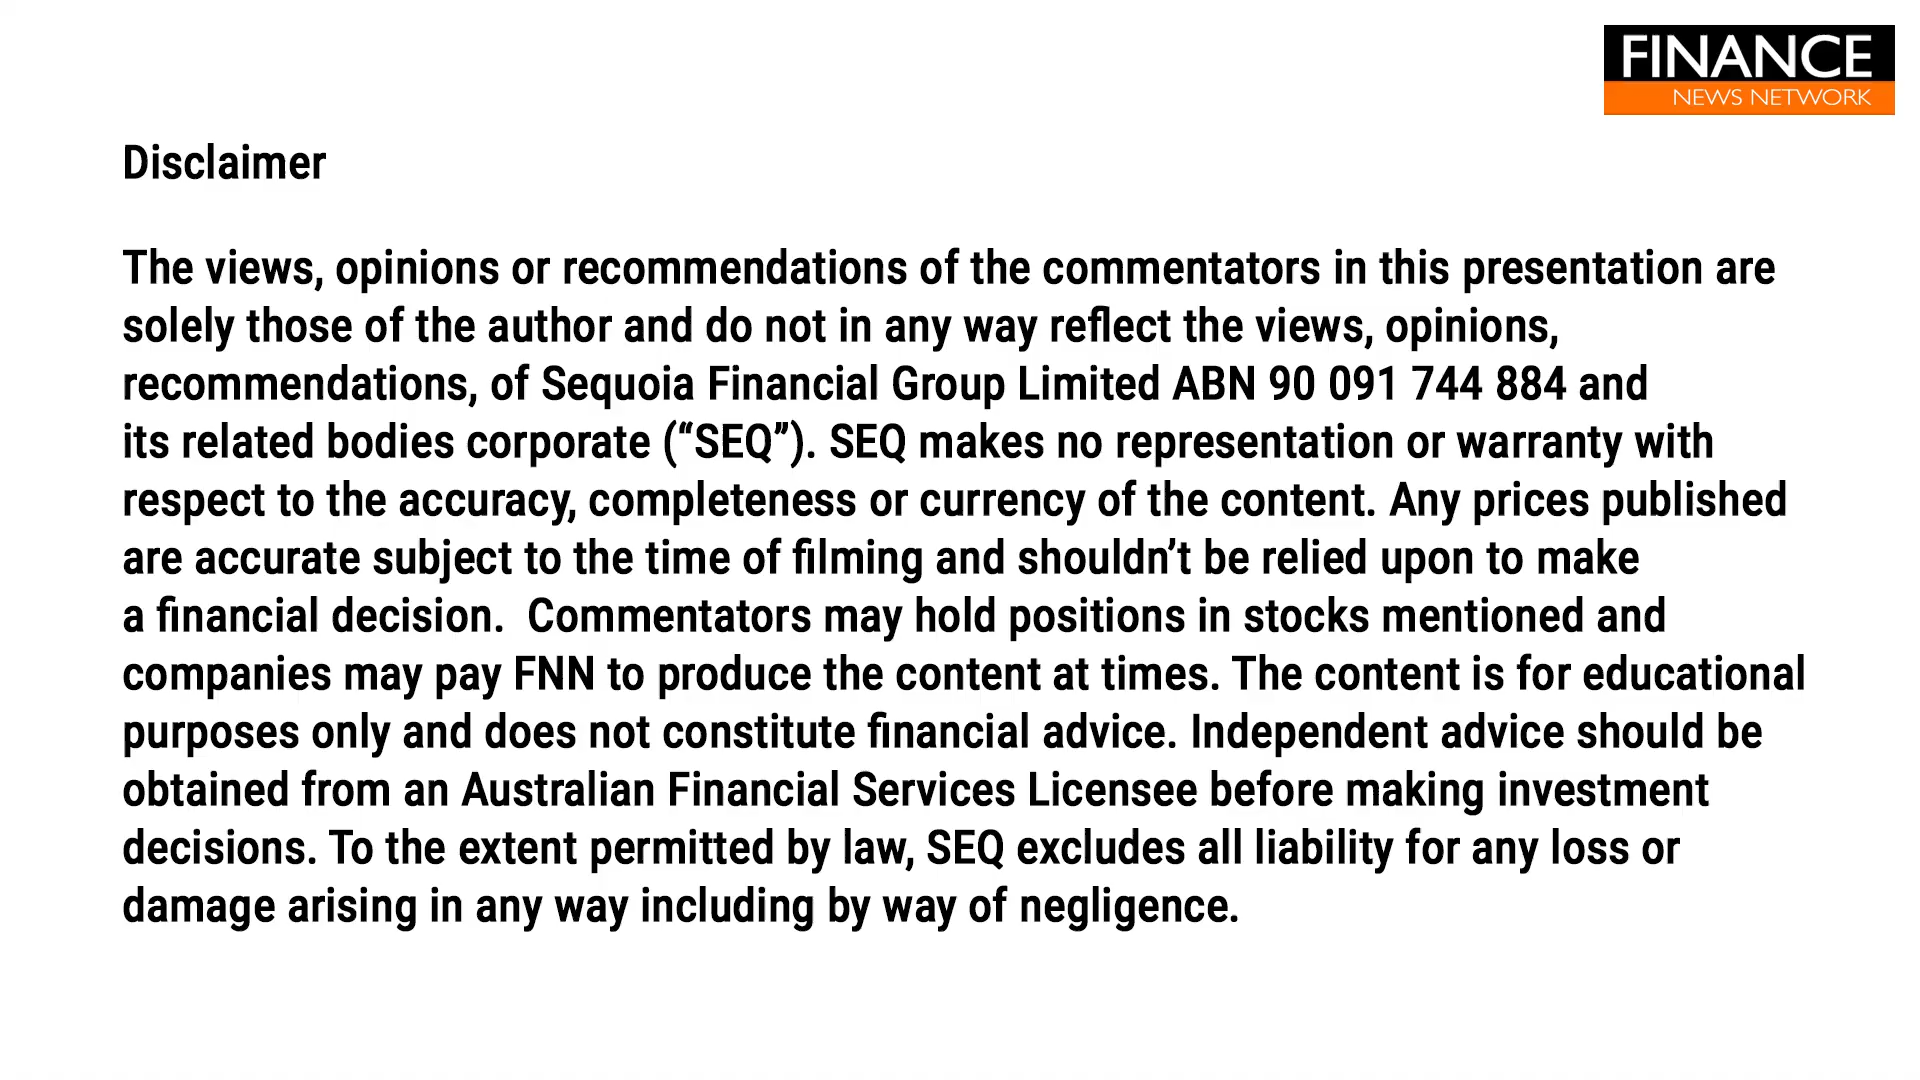 FINANCE
NEWS NETWORK
Disclaimer
The views, opinions or recommendations of the commentators in this presentation are
solely those of the author and do not in any way reflect the views, opinions,
recommendations, of Sequoia Financial Group Limited ABN 90 091 744 884 and
its related bodies corporate (“SEQ”). SEQ makes no representation or warranty with
respect to the accuracy, completeness or currency of the content. Any prices published
are accurate subject to the time of filming and shouldn’t be relied upon to make
a financial decision.  Commentators may hold positions in stocks mentioned and
companies may pay FNN to produce the content at times. The content is for educational
purposes only and does not constitute financial advice. Independent advice should be
obtained from an Australian Financial Services Licensee before making investment
decisions. To the extent permitted by law, SEQ excludes all liability for any loss or
damage arising in any way including by way of negligence.